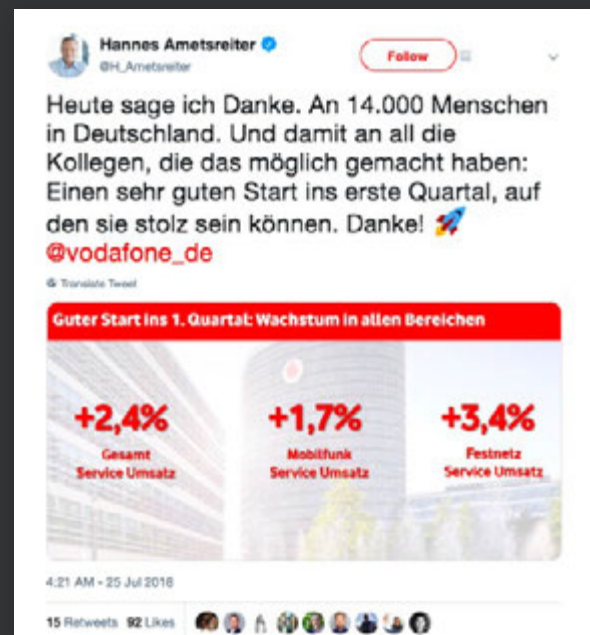 Hannes Ametsreiter
@H_Ametsreiter
Follow
Heute sage ich Danke. An 14.000 Menschen
in Deutschland. Und damit an all die
Kollegen, die das möglich gemacht haben:
Einen sehr guten Start ins erste Quartal, auf
den sie stolz sein können. Danke! 🚀
@vodafone_de
Translate Tweet
Guter Start ins 1. Quartal: Wachstum in allen Bereichen
+2,4% +1,7% +3,4%
Gesamt Mobilfunk Festnetz
Service Umsatz Service Umsatz Service Umsatz
4:21 AM - 25 Jul 2018
15 Retweets 92 Likes